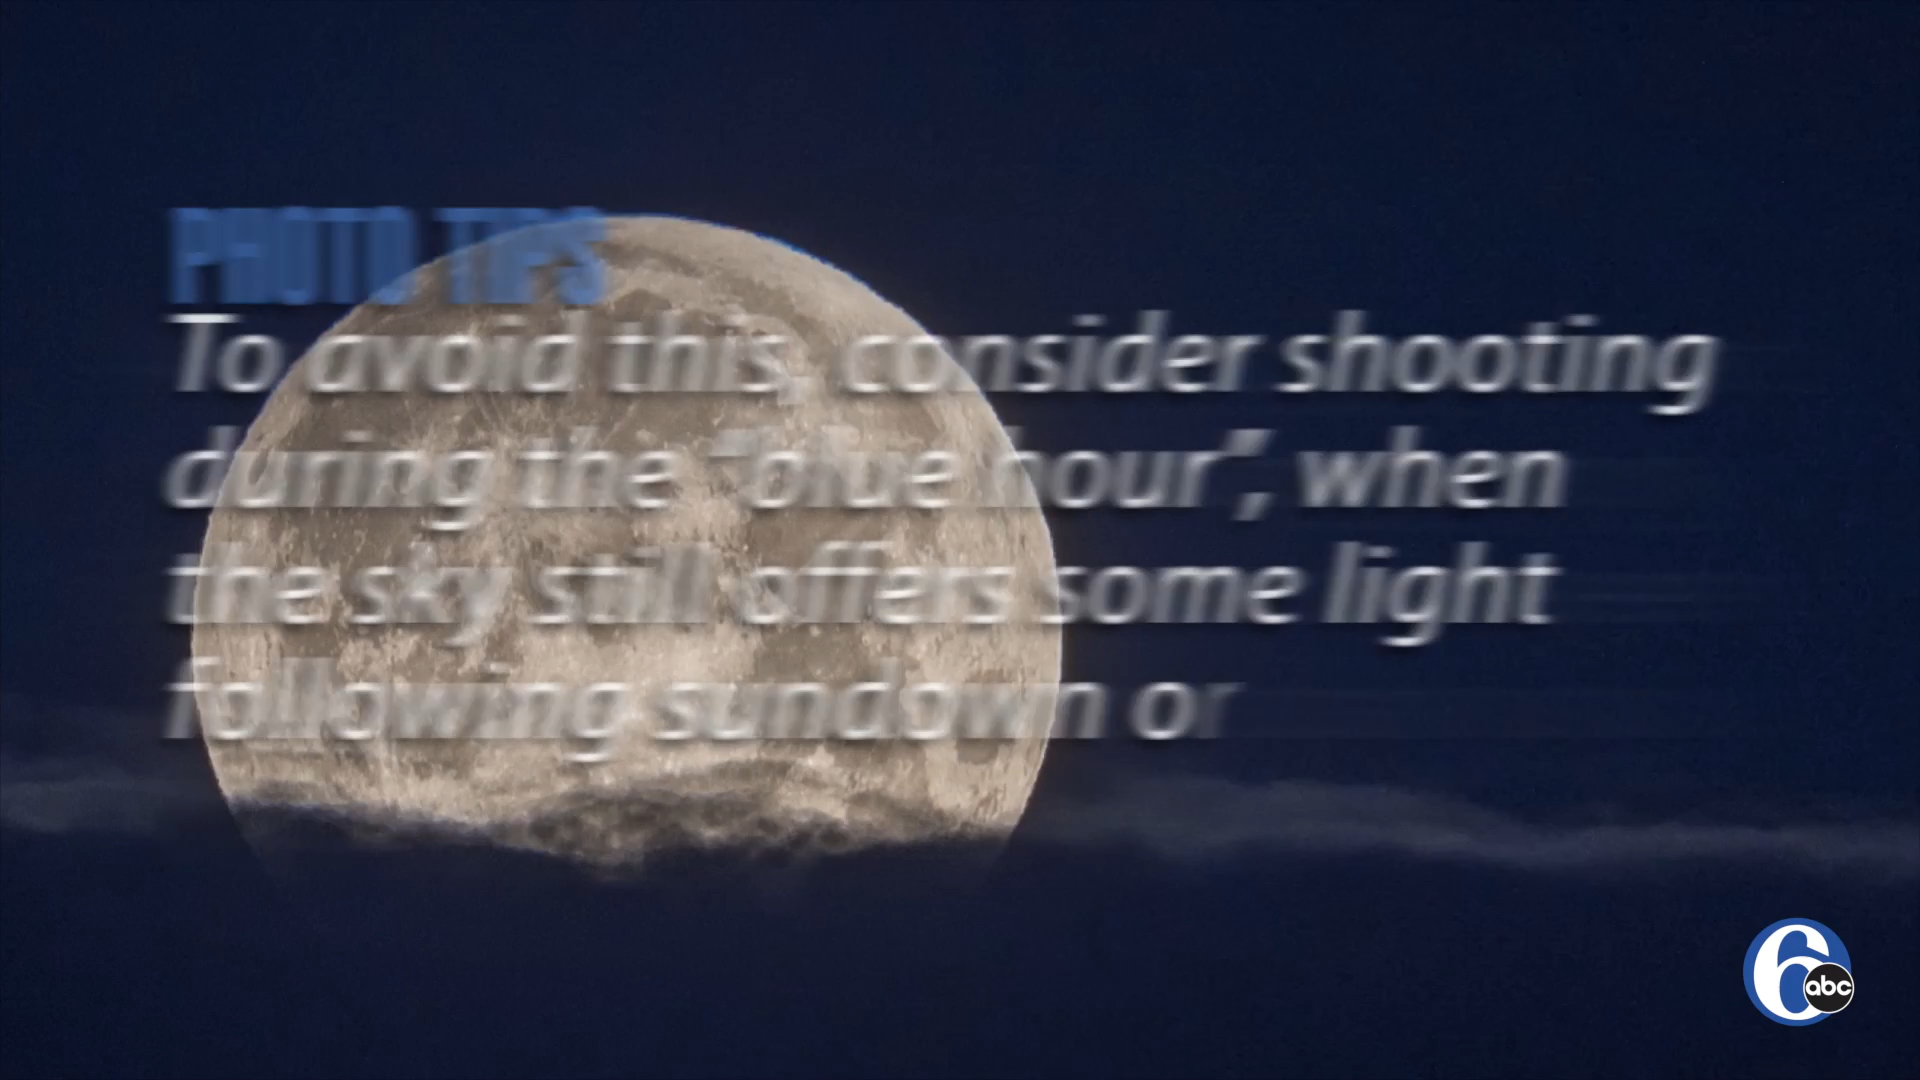 PHOTO TIPS
To avoid this, consider shooting
during the "blue hour", when
the sky still offers some light
following sundown or
6
abc